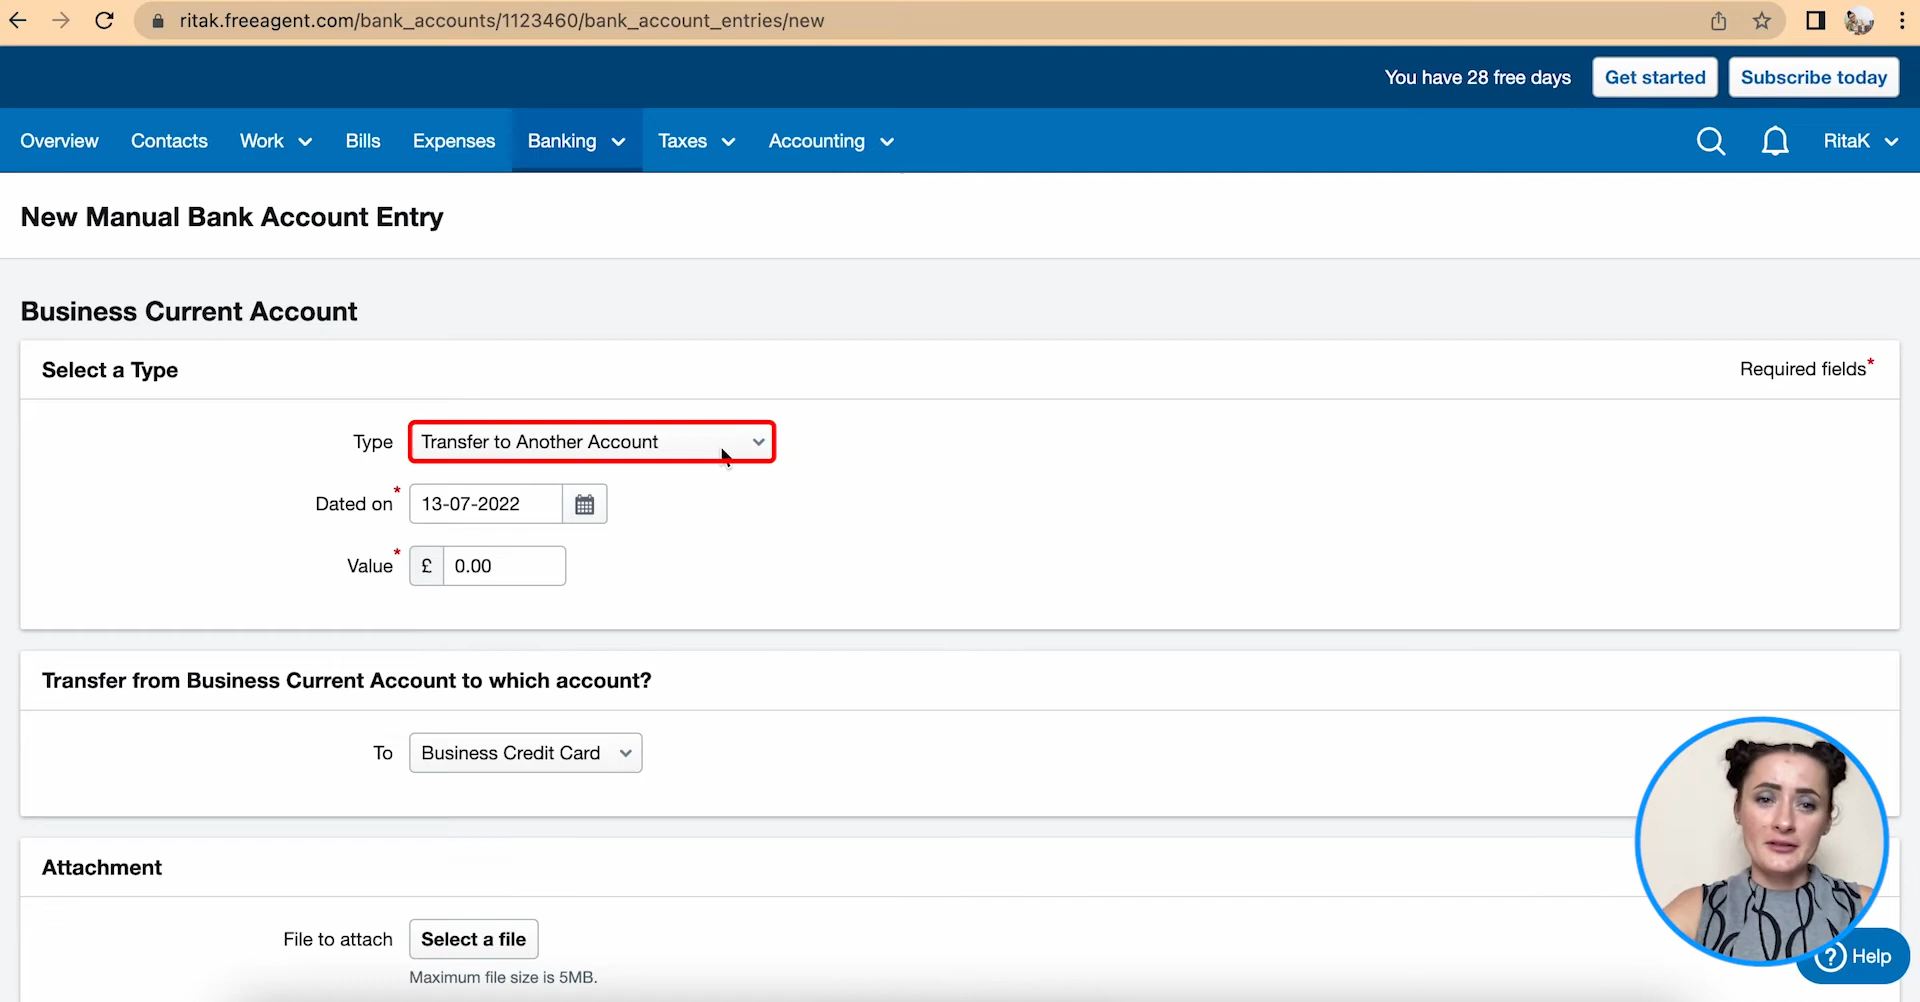 ritak.freeagent.com/bank_accounts/1123460/bank_account_entries/new
You have 28 free days
Get started
Subscribe today
Overview
Contacts
Work
Bills
Expenses
Banking
Taxes
Accounting
RitaK
New Manual Bank Account Entry
Business Current Account
Select a Type
Required fields*
Type
Transfer to Another Account
Dated on*
13-07-2022
Value*
£
0.00
Transfer from Business Current Account to which account?
To
Business Credit Card
Attachment
File to attach
Select a file
Maximum file size is 5MB.
? Help